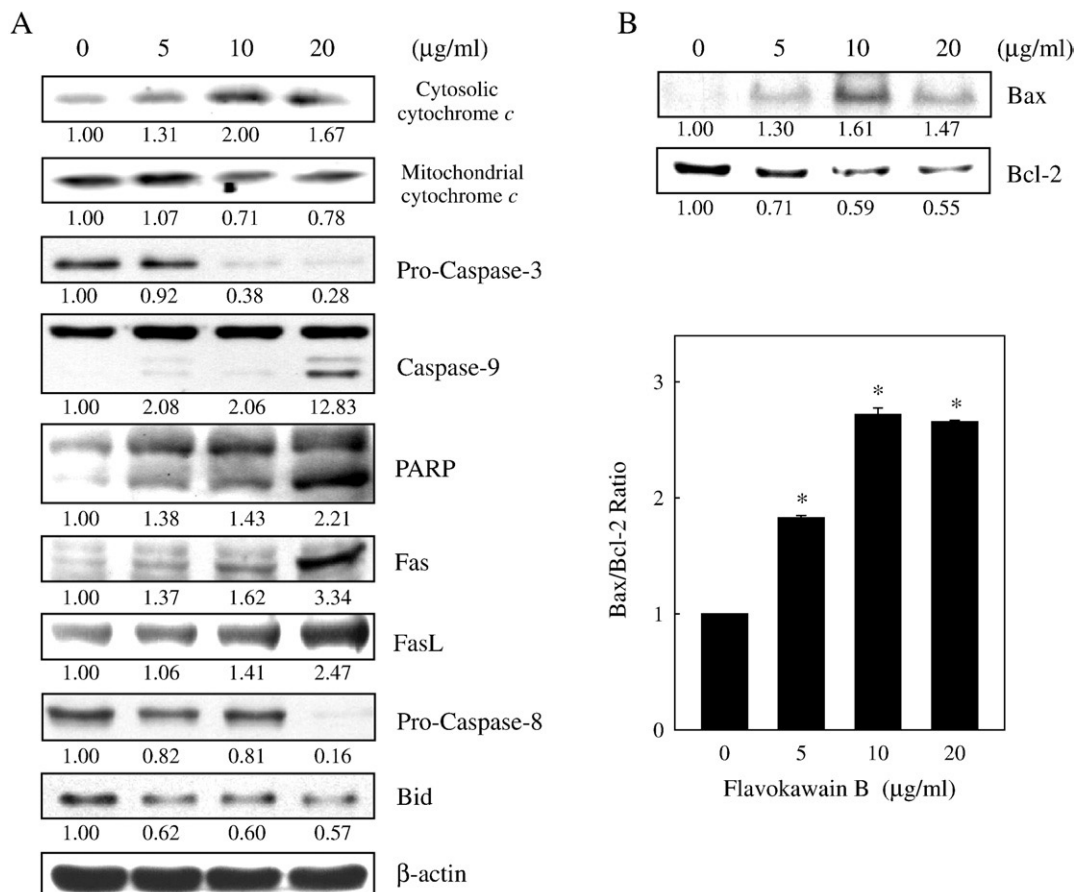 A
0 5 10 20 (μg/ml)
Cytosolic
cytochrome c
1.00 1.31 2.00 1.67
Mitochondrial
cytochrome c
1.00 1.07 0.71 0.78
Pro-Caspase-3
1.00 0.92 0.38 0.28
Caspase-9
1.00 2.08 2.06 12.83
PARP
1.00 1.38 1.43 2.21
Fas
1.00 1.37 1.62 3.34
FasL
1.00 1.06 1.41 2.47
Pro-Caspase-8
1.00 0.82 0.81 0.16
Bid
1.00 0.62 0.60 0.57
β-actin
B
0 5 10 20 (μg/ml)
Bax
1.00 1.30 1.61 1.47
Bcl-2
1.00 0.71 0.59 0.55
Bax/Bcl-2 Ratio
3
2
1
0
* * *
0 5 10 20
Flavokawain B (μg/ml)